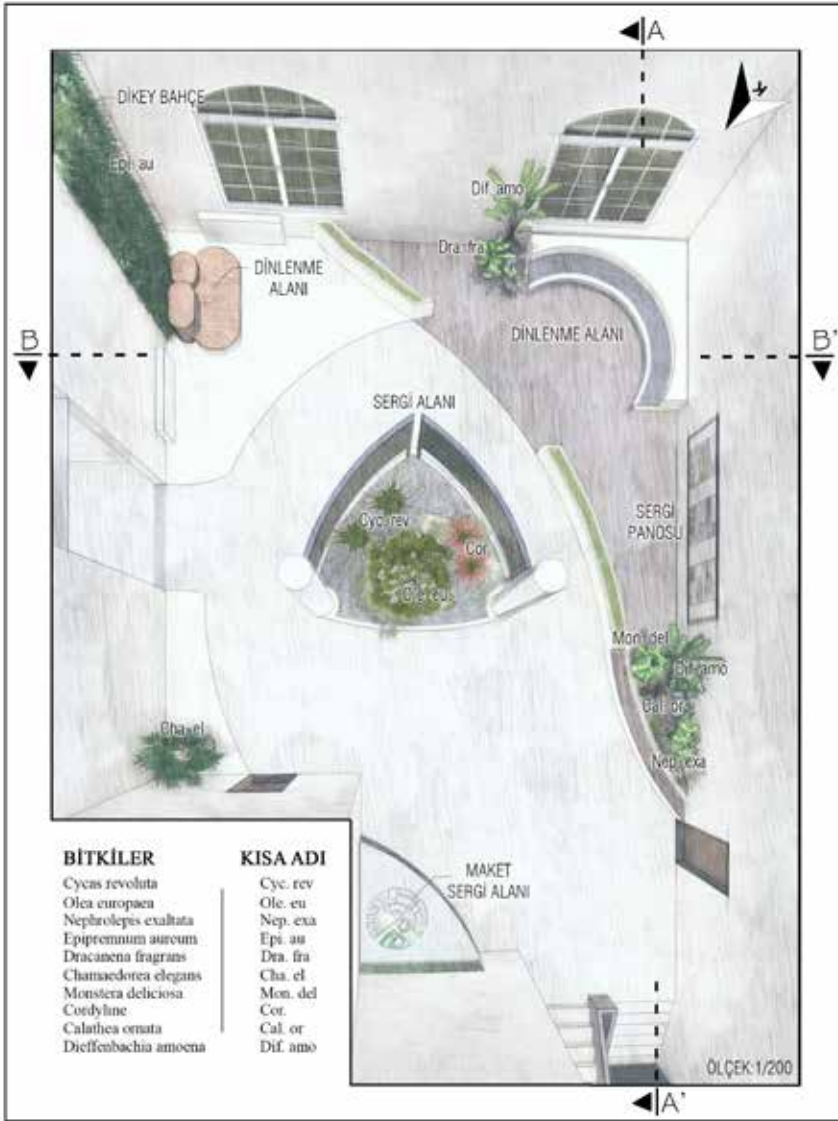 A
DİKEY BAHÇE
Epi. au
Dif. amo
Dra. fra
DİNLENME
ALANI
DİNLENME ALANI
B
B'
SERGİ ALANI
Cyc. rev
Cor.
Ole. eu
SERGİ
PANOSU
Mon. del
Dif. amo
Cal. or
Nep. exa
Cha. el
BİTKİLER KISA ADI
Cycas revoluta Cyc. rev
Olea europaea Ole. eu
Nephrolepis exaltata Nep. exa
Epipremnum aureum Epi. au
Dracanena fragrans Dra. fra
Chamaedorea elegans Cha. el
Monstera deliciosa Mon. del
Cordyline Cor.
Calathea ornata Cal. or
Dieffenbachia amoena Dif. amo
MAKET
SERGİ ALANI
ÖLÇEK:1/200
A'